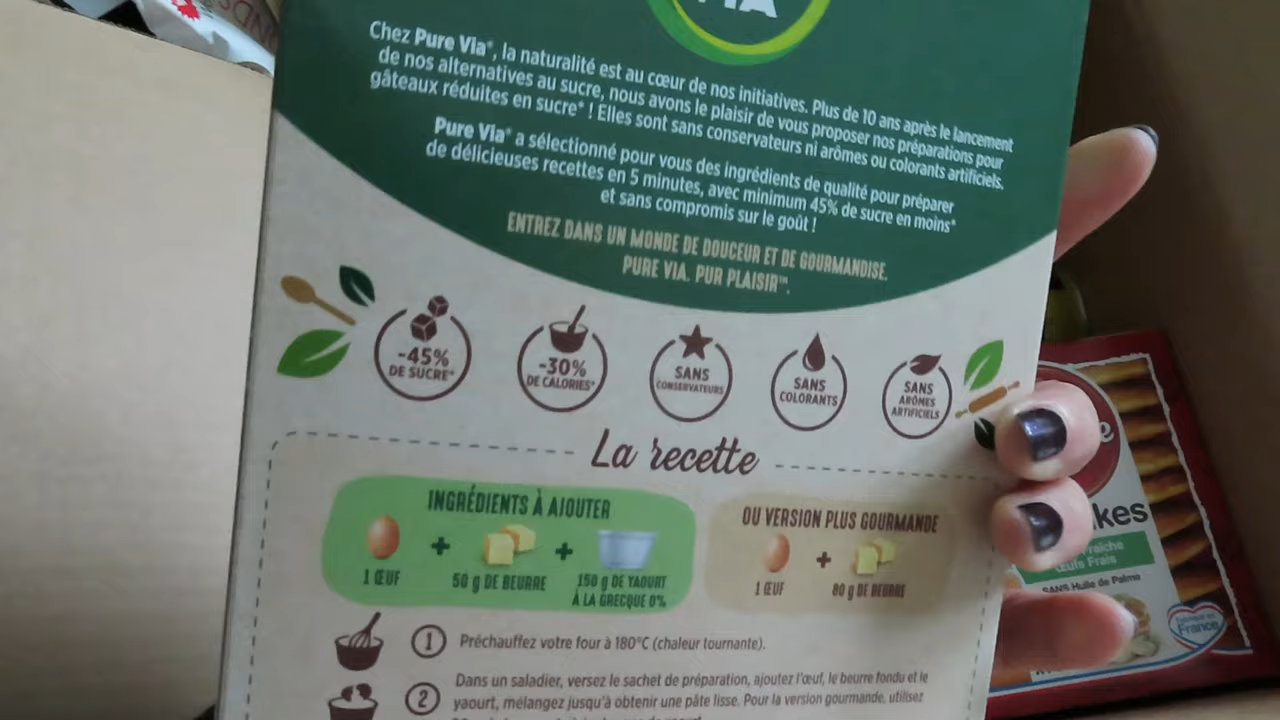 VIA
Chez Pure Via®, la naturalité est au cœur de nos initiatives. Plus de 10 ans après le lancement
de nos alternatives au sucre, nous avons le plaisir de vous proposer nos préparations pour
gâteaux réduites en sucre* ! Elles sont sans conservateurs ni arômes ou colorants artificiels.
Pure Via® a sélectionné pour vous des ingrédients de qualité pour préparer
de délicieuses recettes en 5 minutes, avec minimum 45% de sucre en moins*
et sans compromis sur le goût !
ENTREZ DANS UN MONDE DE DOUCEUR ET DE GOURMANDISE.
PURE VIA. PUR PLAISIR™.
-45%
DE SUCRE*
-30%
DE CALORIES*
SANS
CONSERVATEURS
SANS
COLORANTS
SANS
ARÔMES
ARTIFICIELS
La recette
INGRÉDIENTS À AJOUTER
1 ŒUF
+
50 g DE BEURRE
+
150 g DE YAOURT
À LA GRECQUE 0%
OU VERSION PLUS GOURMANDE
1 ŒUF
+
80 g DE BEURRE
1 Préchauffez votre four à 180°C (chaleur tournante).
2 Dans un saladier, versez le sachet de préparation, ajoutez l'œuf, le beurre fondu et le
yaourt, mélangez jusqu'à obtenir une pâte lisse. Pour la version gourmande, utilisez
kes
Œufs Frais
SANS Huile de Palme
Fabriqué en
France